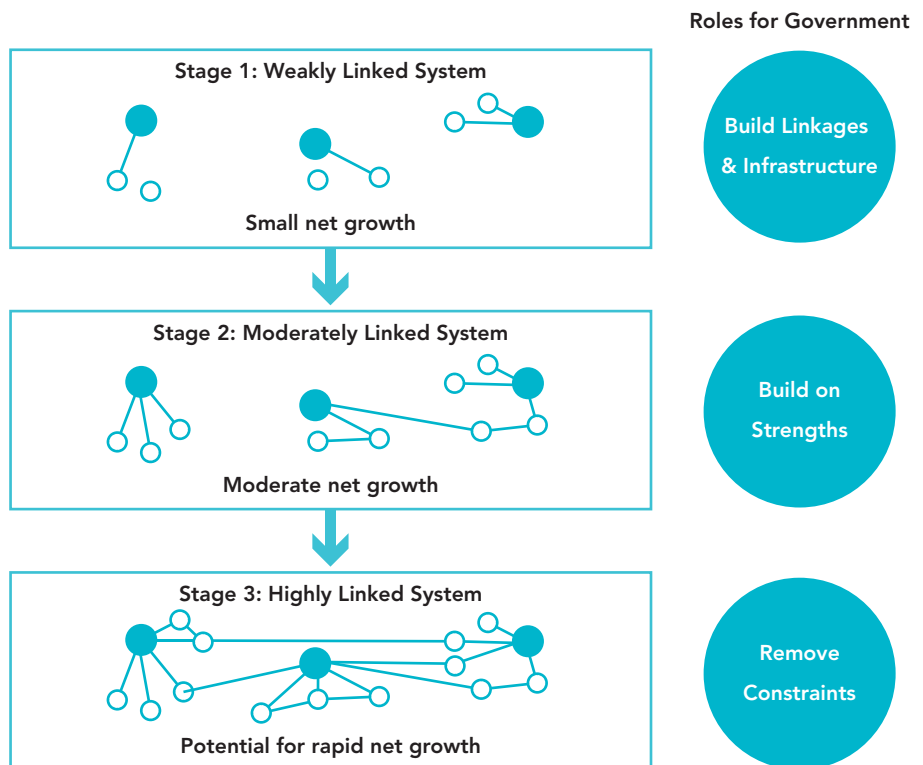 Roles for Government
Stage 1: Weakly Linked System
Build Linkages
& Infrastructure
Small net growth
Stage 2: Moderately Linked System
Build on
Strengths
Moderate net growth
Stage 3: Highly Linked System
Remove
Constraints
Potential for rapid net growth